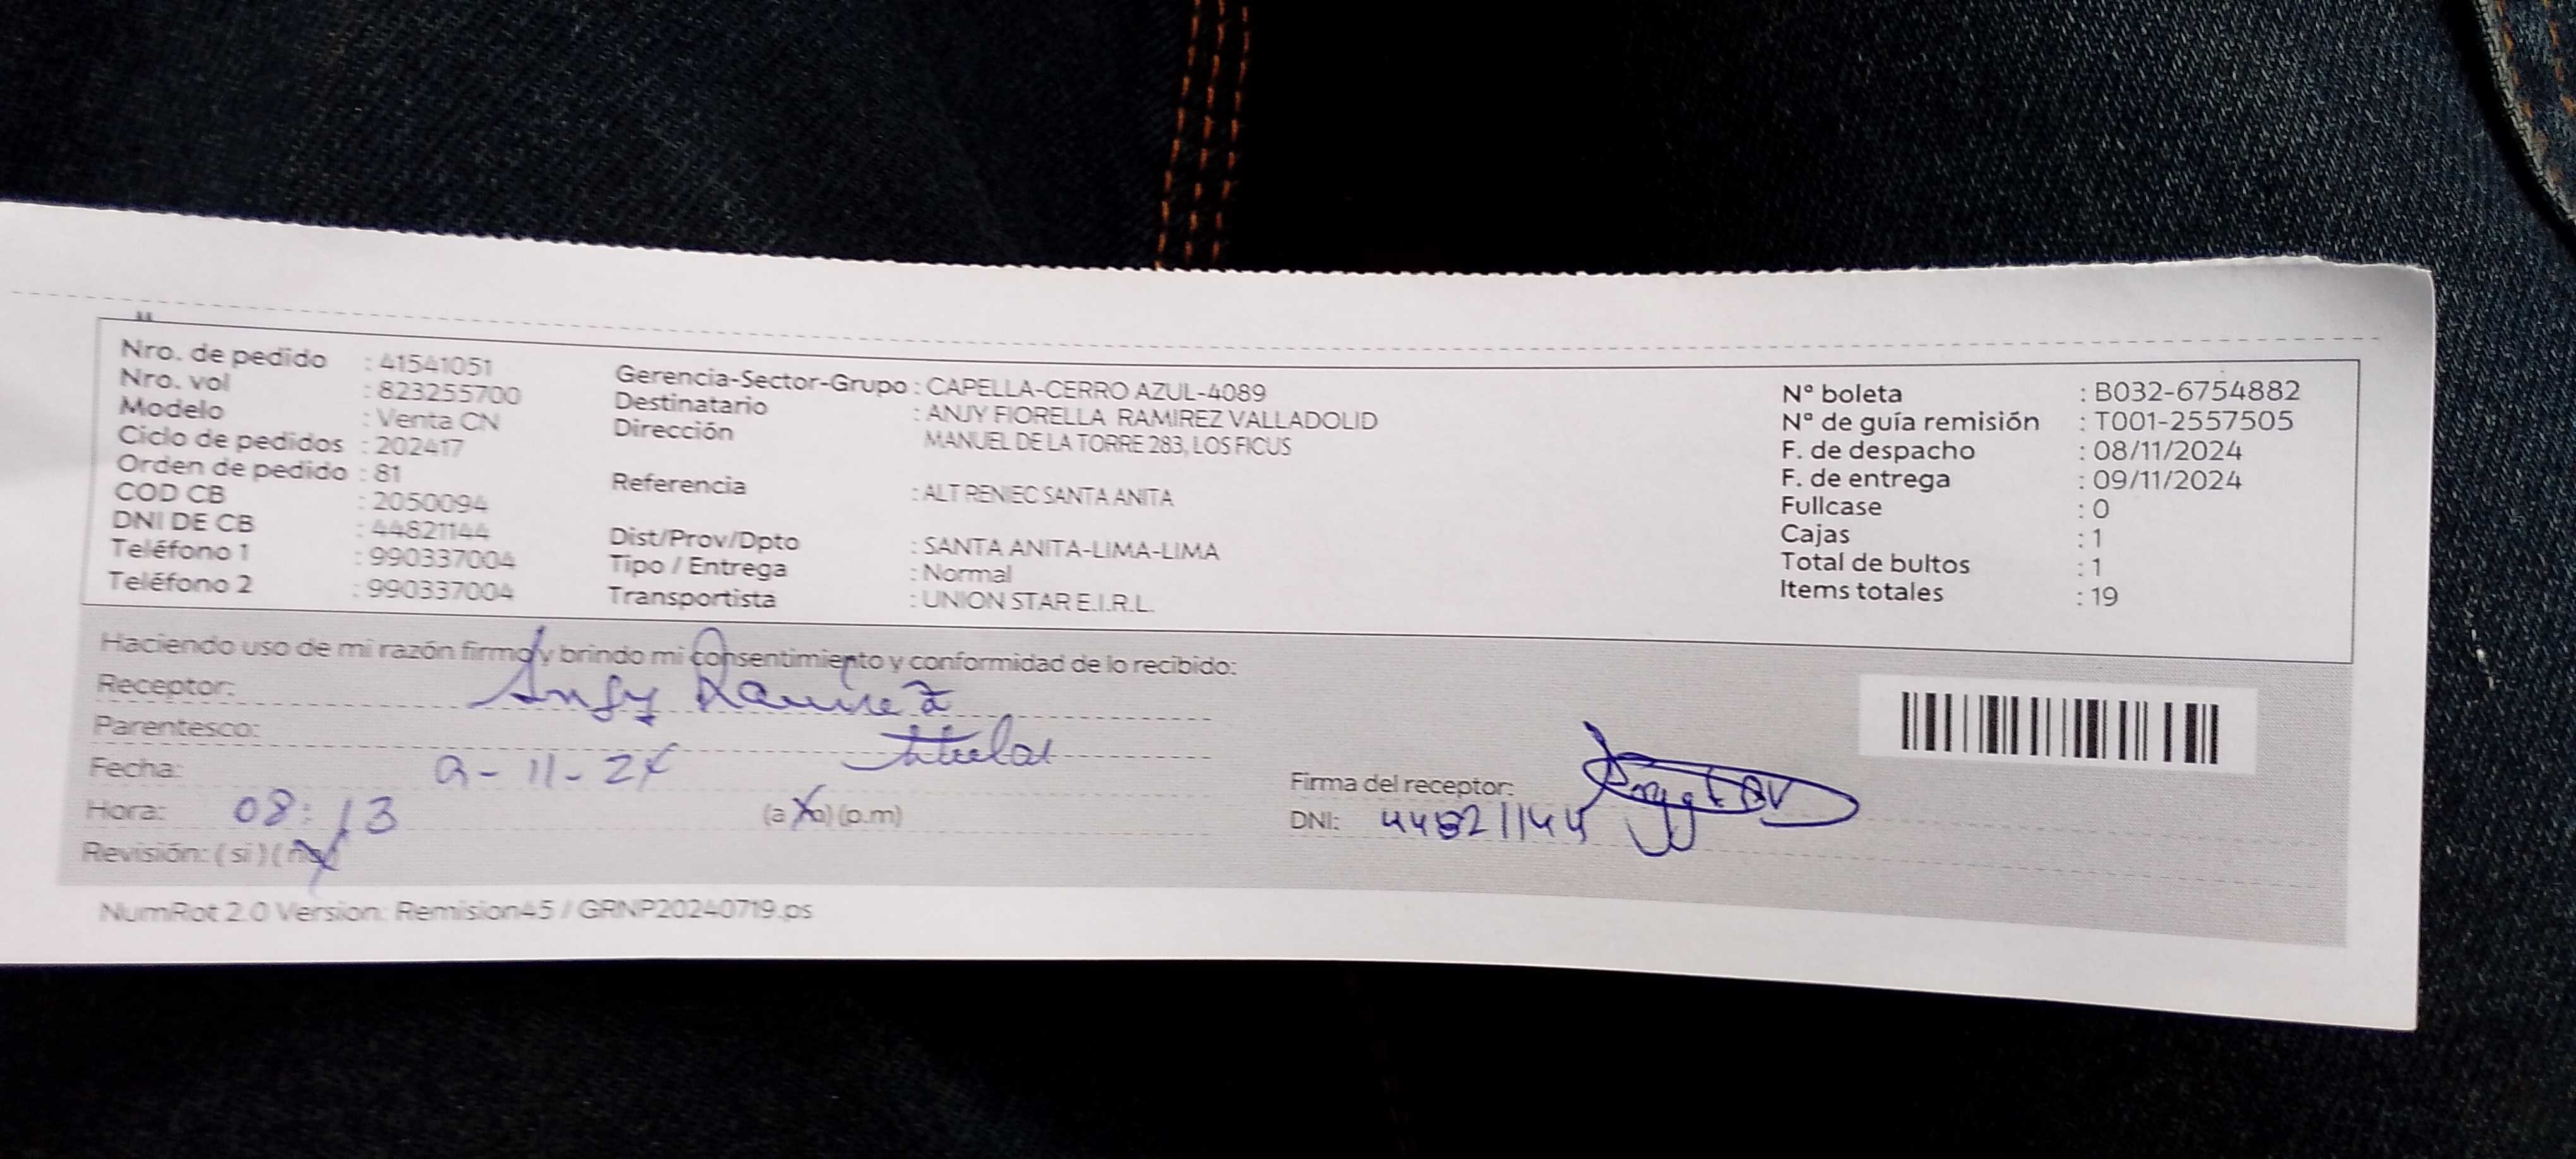 Nro. de pedido : 41541051
Nro. vol : 823255700
Modelo : Venta CN
Ciclo de pedidos : 202417
Orden de pedido : 81
COD CB : 2050094
DNI DE CB : 44821144
Teléfono 1 : 990337004
Teléfono 2 : 990337004
Gerencia-Sector-Grupo : CAPELLA-CERRO AZUL-4089
Destinatario : ANJY FIORELLA RAMIREZ VALLADOLID
Dirección MANUEL DE LA TORRE 283, LOS FICUS
Referencia : ALT RENIEC SANTA ANITA
Dist/Prov/Dpto : SANTA ANITA-LIMA-LIMA
Tipo / Entrega : Normal
Transportista : UNION STAR E.I.R.L.
Nº boleta : B032-6754882
Nº de guía remisión : T001-2557505
F. de despacho : 08/11/2024
F. de entrega : 09/11/2024
Fullcase : 0
Cajas : 1
Total de bultos : 1
Items totales : 19
Haciendo uso de mi razón firmo y brindo mi consentimiento y conformidad de lo recibido:
Receptor: Anjy Ramirez
Parentesco: titular
Fecha: 9-11-24
Hora: 08:13 (a.m) (p.m)
Revisión: ( si ) ( no )
Firma del receptor:
DNI: 44821144
NumRot 2.0 Version: Remision45 / GRNP20240719.ps